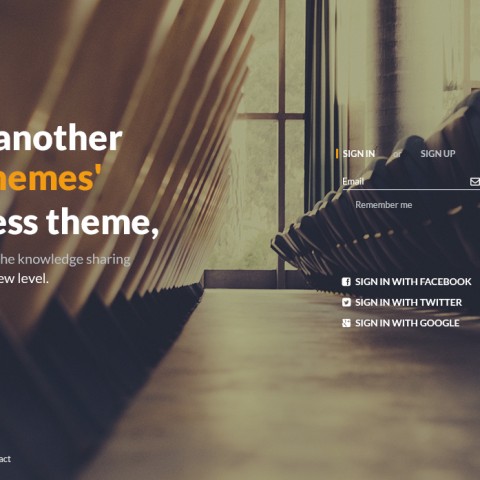 another
hemes'
ess theme,
he knowledge sharing
ew level.
SIGN IN or SIGN UP
Email
Remember me
SIGN IN WITH FACEBOOK
SIGN IN WITH TWITTER
SIGN IN WITH GOOGLE
act